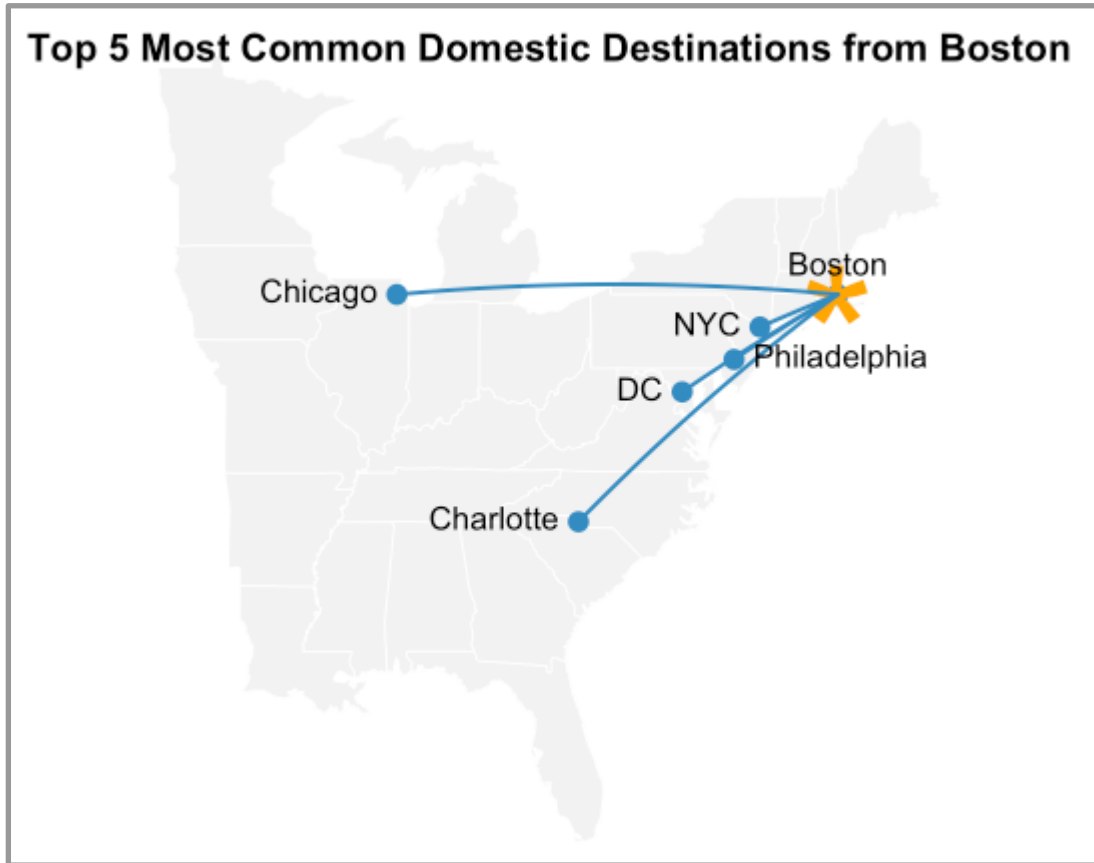 Top 5 Most Common Domestic Destinations from Boston
Boston
Chicago
NYC
Philadelphia
DC
Charlotte